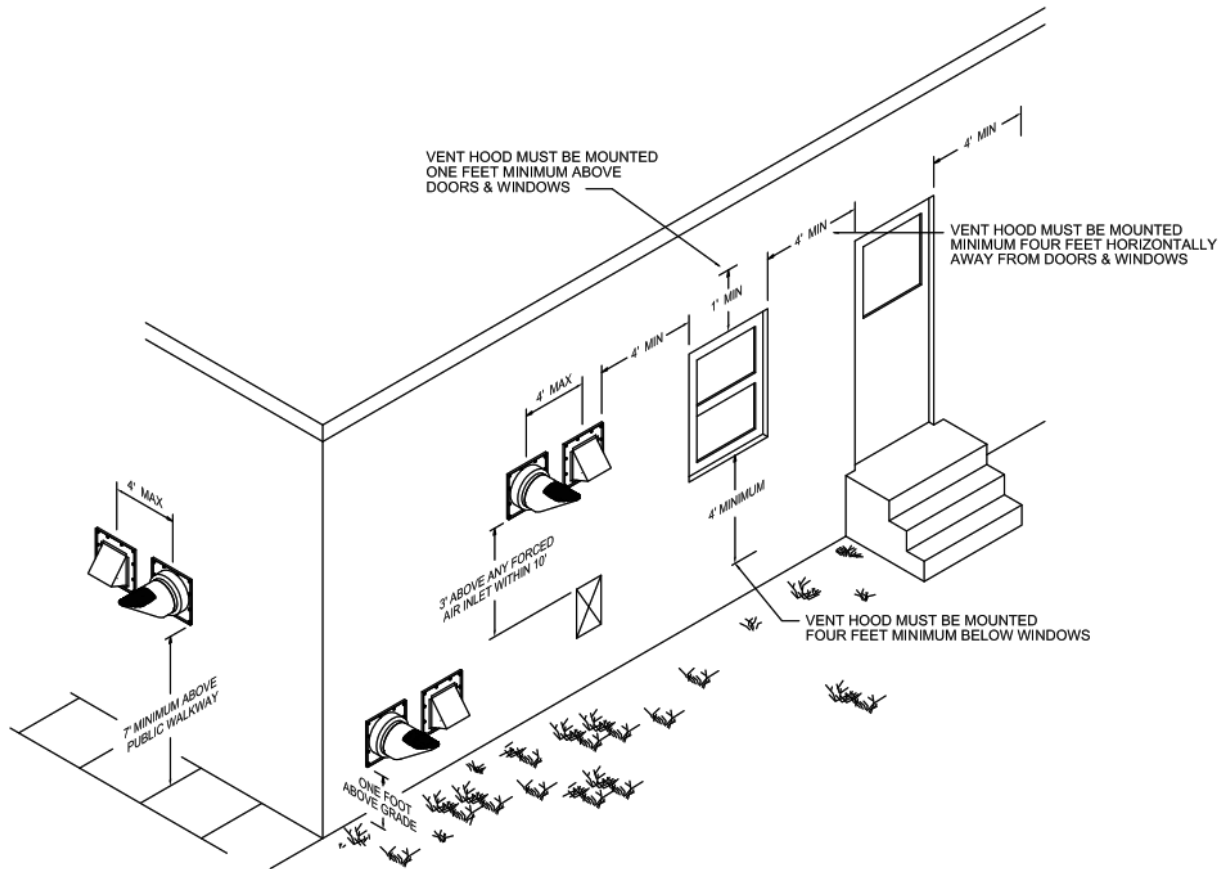 4' MIN
VENT HOOD MUST BE MOUNTED
ONE FEET MINIMUM ABOVE
DOORS & WINDOWS
4' MIN
VENT HOOD MUST BE MOUNTED
MINIMUM FOUR FEET HORIZONTALLY
AWAY FROM DOORS & WINDOWS
1' MIN
4' MIN
4' MAX
4' MAX
4' MINIMUM
3' ABOVE ANY FORCED
AIR INLET WITHIN 10'
VENT HOOD MUST BE MOUNTED
FOUR FEET MINIMUM BELOW WINDOWS
7' MINIMUM ABOVE
PUBLIC WALKWAY
ONE FOOT
ABOVE GRADE